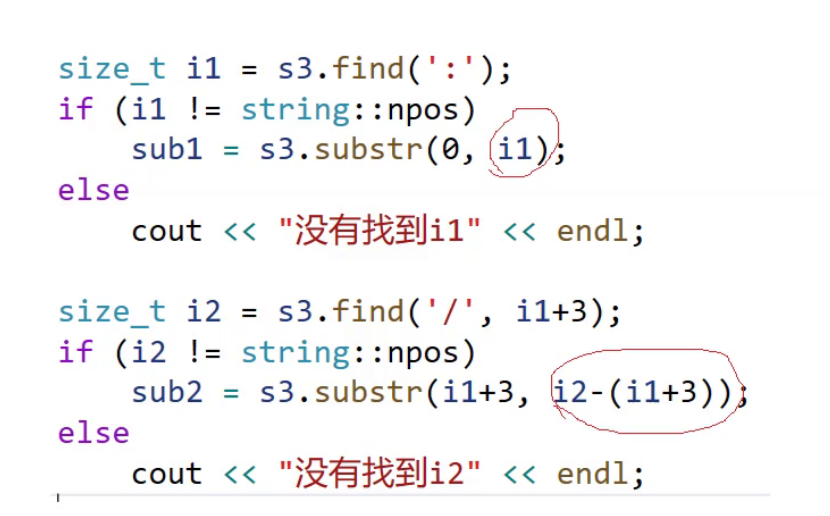 size_t i1 = s3.find(':');
if (i1 != string::npos)
sub1 = s3.substr(0, i1);
else
cout << "没有找到i1" << endl;
size_t i2 = s3.find('/', i1+3);
if (i2 != string::npos)
sub2 = s3.substr(i1+3, i2-(i1+3));
else
cout << "没有找到i2" << endl;